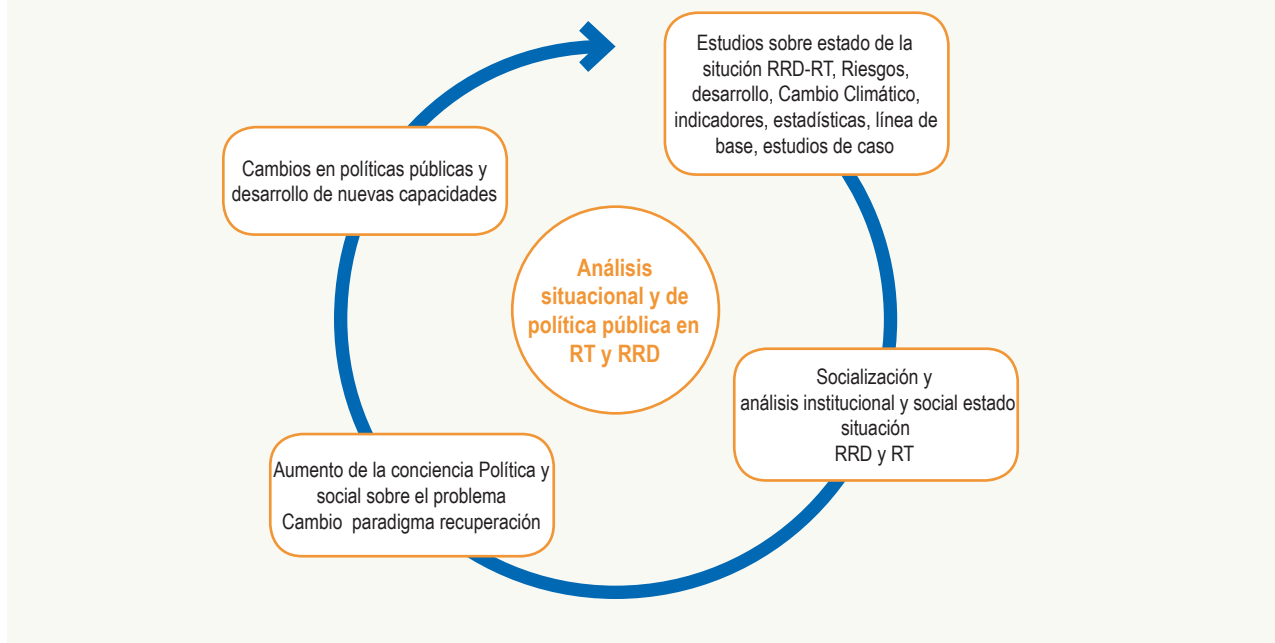 Estudios sobre estado de la
situción RRD-RT, Riesgos,
desarrollo, Cambio Climático,
indicadores, estadísticas, línea de
base, estudios de caso
Socialización y
análisis institucional y social estado
situación
RRD y RT
Aumento de la conciencia Política y
social sobre el problema
Cambio paradigma recuperación
Cambios en políticas públicas y
desarrollo de nuevas capacidades
Análisis
situacional y de
política pública en
RT y RRD